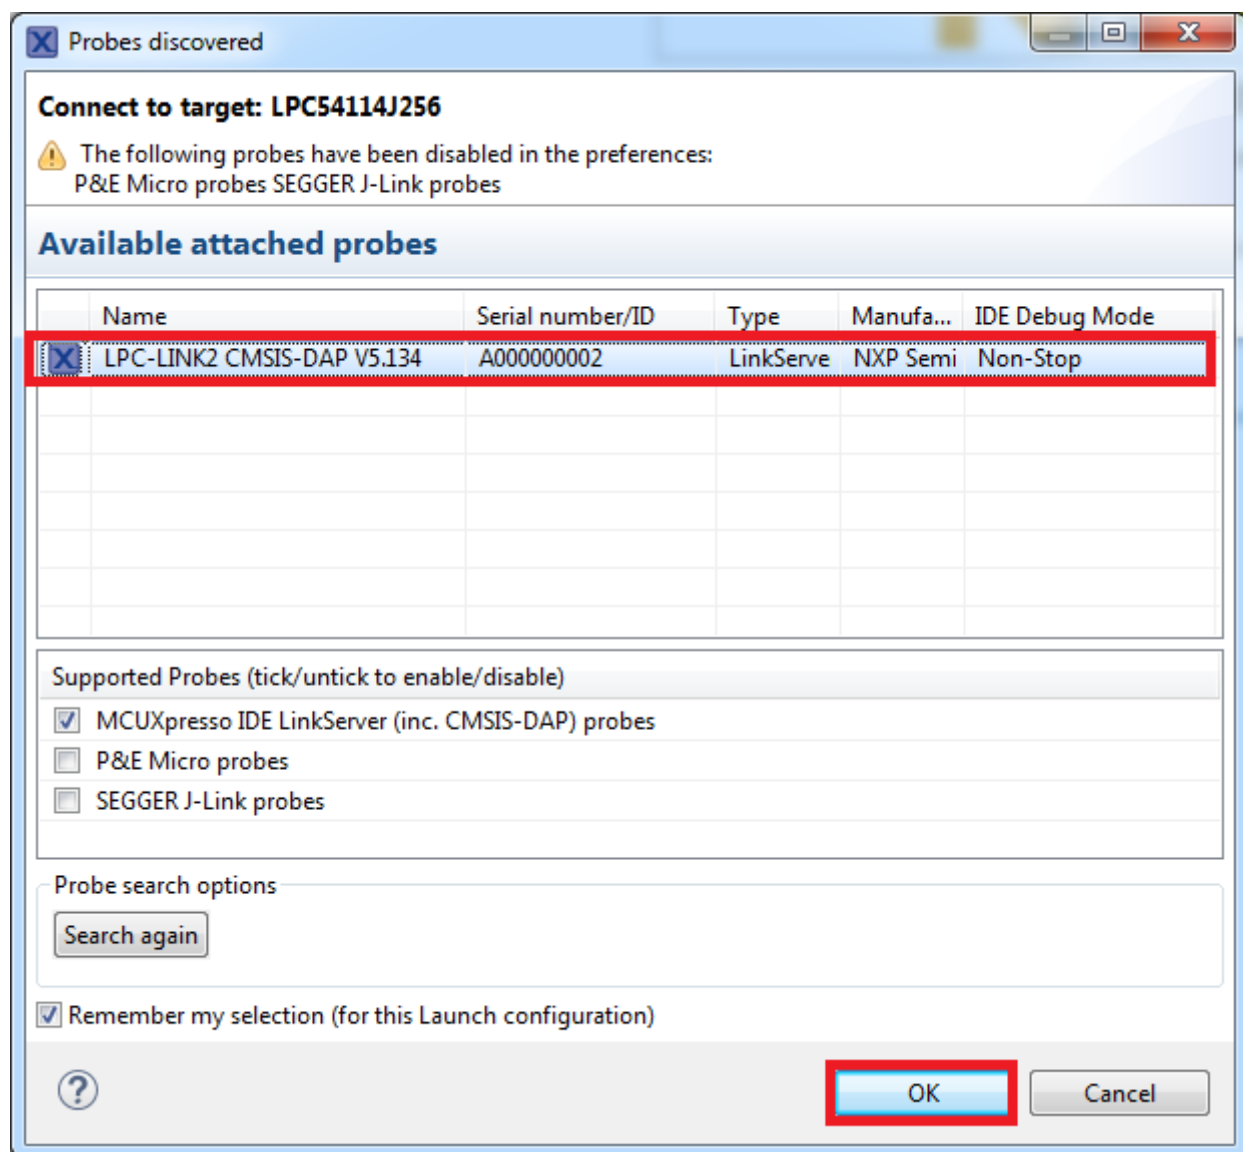 Probes discovered
Connect to target: LPC54114J256
The following probes have been disabled in the preferences:
P&E Micro probes SEGGER J-Link probes
Available attached probes
Name Serial number/ID Type Manufa... IDE Debug Mode
LPC-LINK2 CMSIS-DAP V5.134 A000000002 LinkServe NXP Semi Non-Stop
Supported Probes (tick/untick to enable/disable)
MCUXpresso IDE LinkServer (inc. CMSIS-DAP) probes
P&E Micro probes
SEGGER J-Link probes
Probe search options
Search again
Remember my selection (for this Launch configuration)
OK Cancel